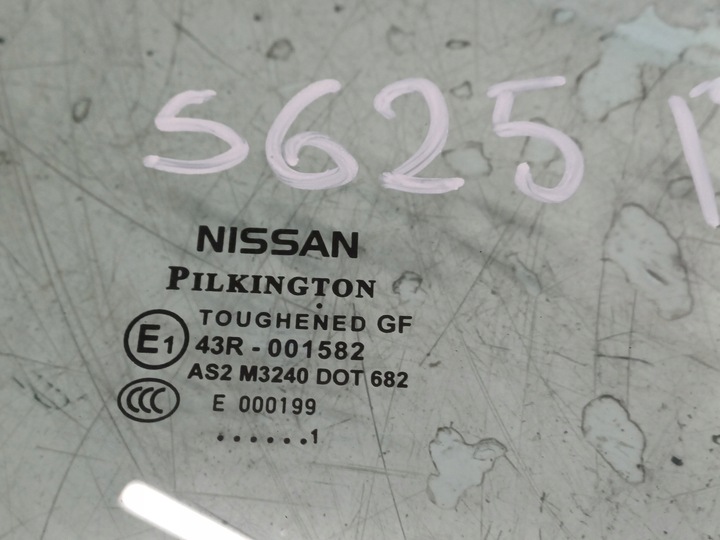 S625
NISSAN
PILKINGTON
TOUGHENED GF
E1 43R - 001582
AS2 M3240 DOT 682
CCC E 000199
......1